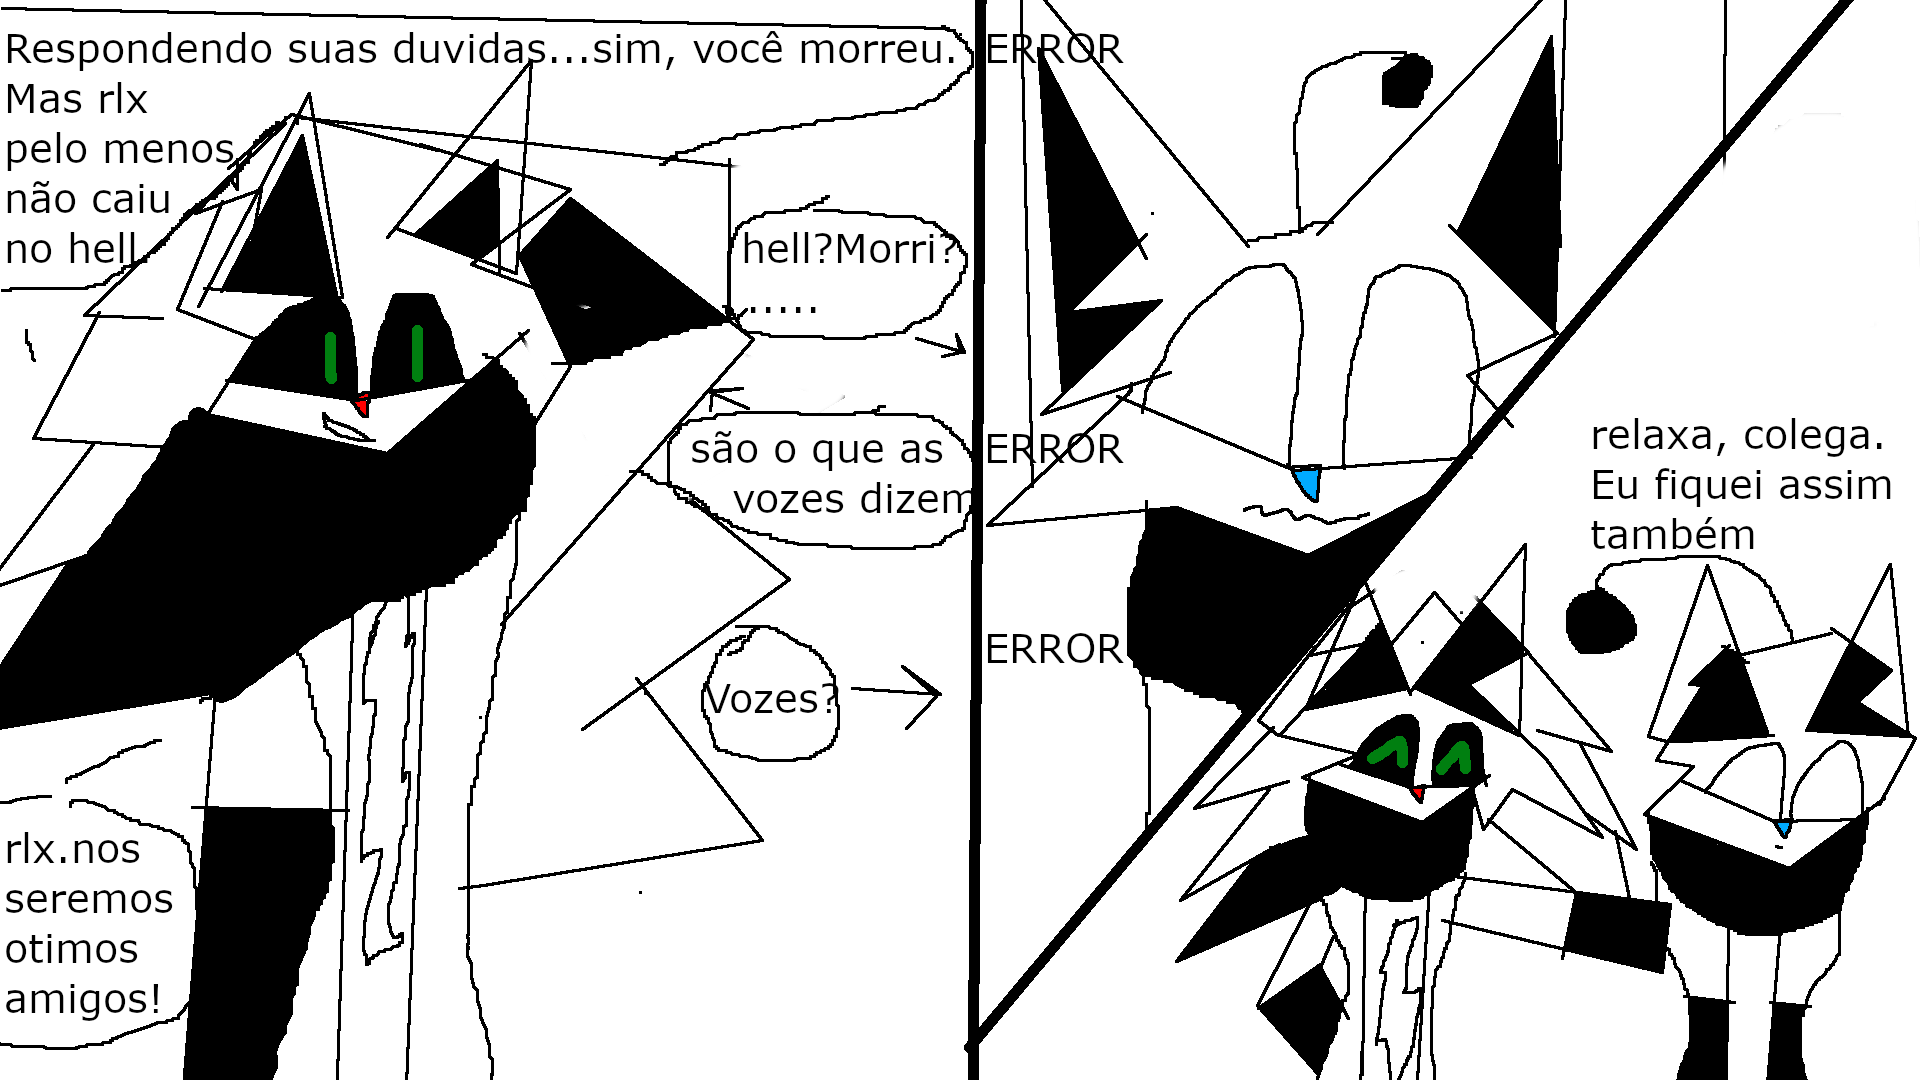 Respondendo suas duvidas...sim, você morreu.
Mas rlx
pelo menos
não caiu
no hell
hell?Morri?
.....
são o que as
vozes dizem
Vozes?
rlx.nos
seremos
otimos
amigos!
ERROR
ERROR
ERROR
relaxa, colega.
Eu fiquei assim
também